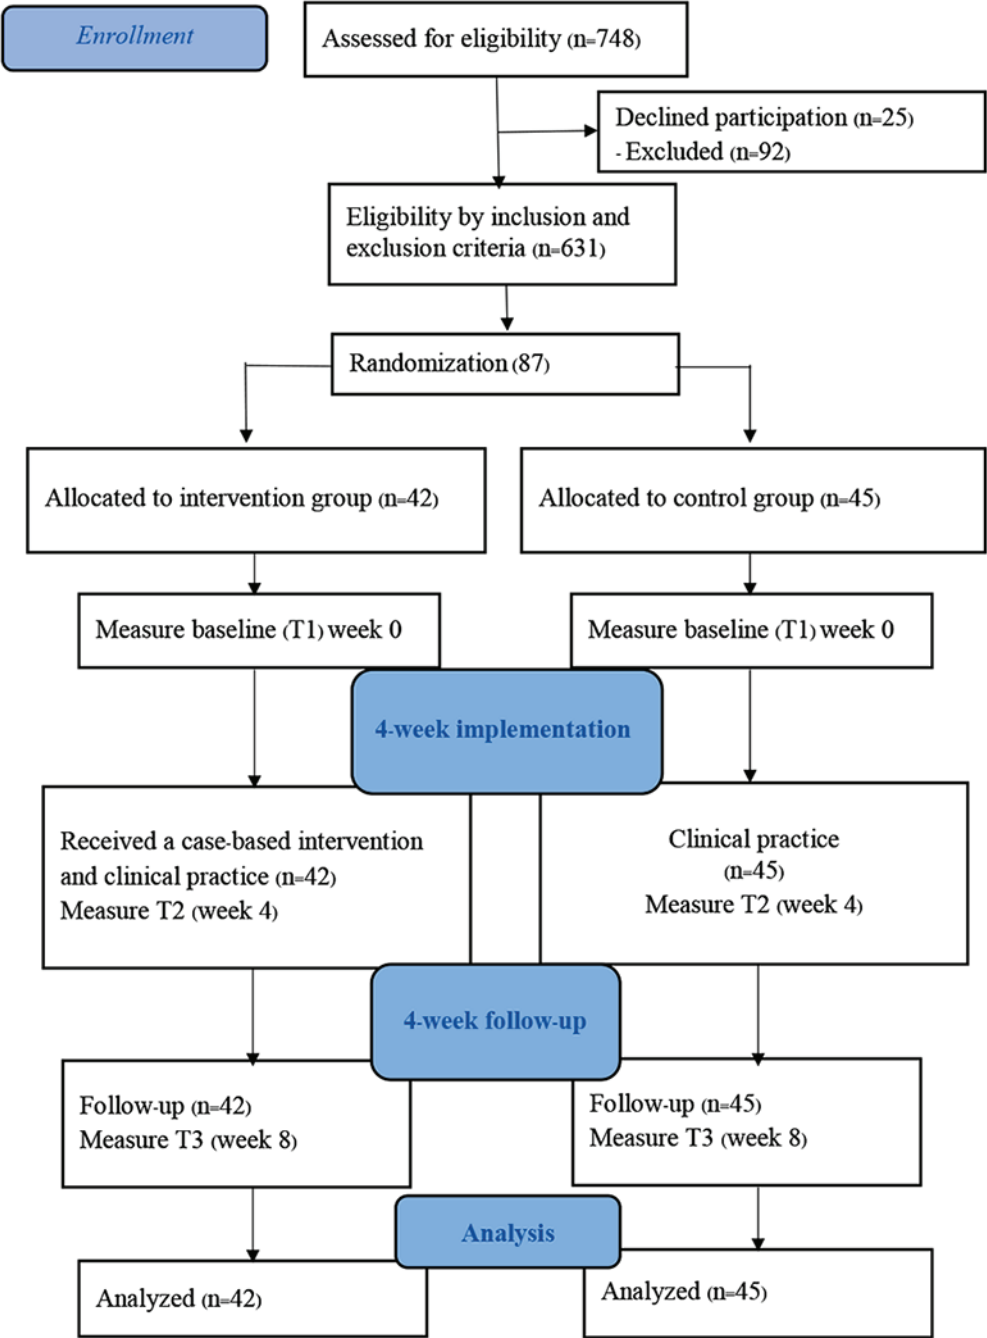 Enrollment
Assessed for eligibility (n=748)
Declined participation (n=25)
- Excluded (n=92)
Eligibility by inclusion and
exclusion criteria (n=631)
Randomization (87)
Allocated to intervention group (n=42)
Allocated to control group (n=45)
Measure baseline (T1) week 0
Measure baseline (T1) week 0
4-week implementation
Received a case-based intervention
and clinical practice (n=42)
Measure T2 (week 4)
Clinical practice
(n=45)
Measure T2 (week 4)
4-week follow-up
Follow-up (n=42)
Measure T3 (week 8)
Follow-up (n=45)
Measure T3 (week 8)
Analysis
Analyzed (n=42)
Analyzed (n=45)